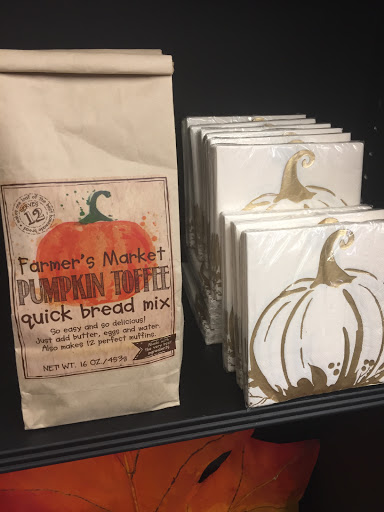 12
Farmer's Market
PUMPKIN TOFFEE
quick bread mix
So easy and so delicious!
Just add butter, eggs and water.
Also makes 12 perfect muffins.
NET WT. 16 OZ/453g